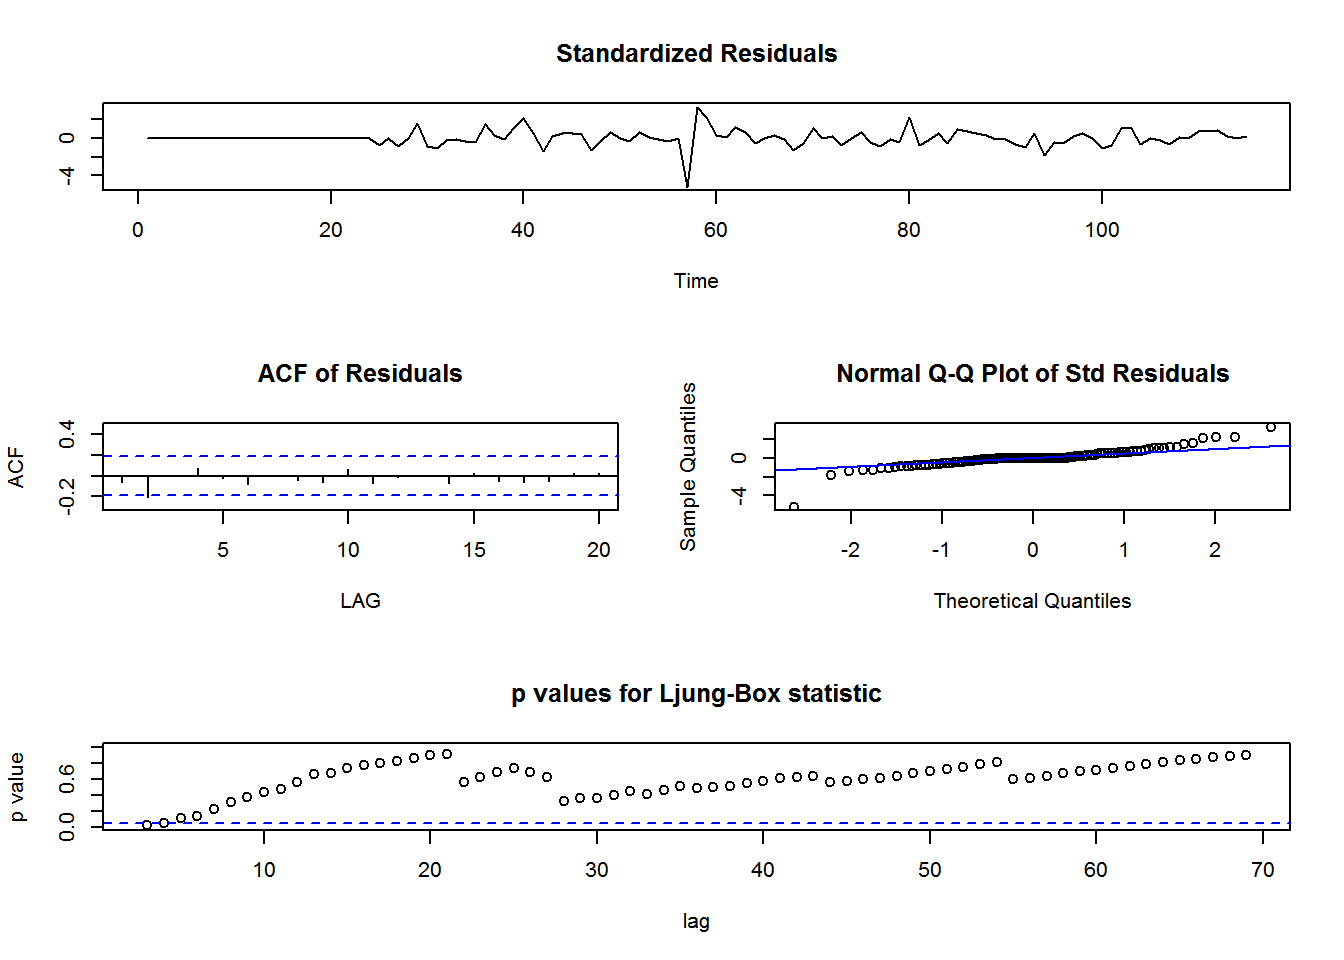 Standardized Residuals
0
-4
0 20 40 60 80 100
Time
ACF of Residuals
ACF
0.4
-0.2
5 10 15 20
LAG
Normal Q-Q Plot of Std Residuals
Sample Quantiles
0
-4
-2 -1 0 1 2
Theoretical Quantiles
p values for Ljung-Box statistic
p value
0.6
0.0
10 20 30 40 50 60 70
lag